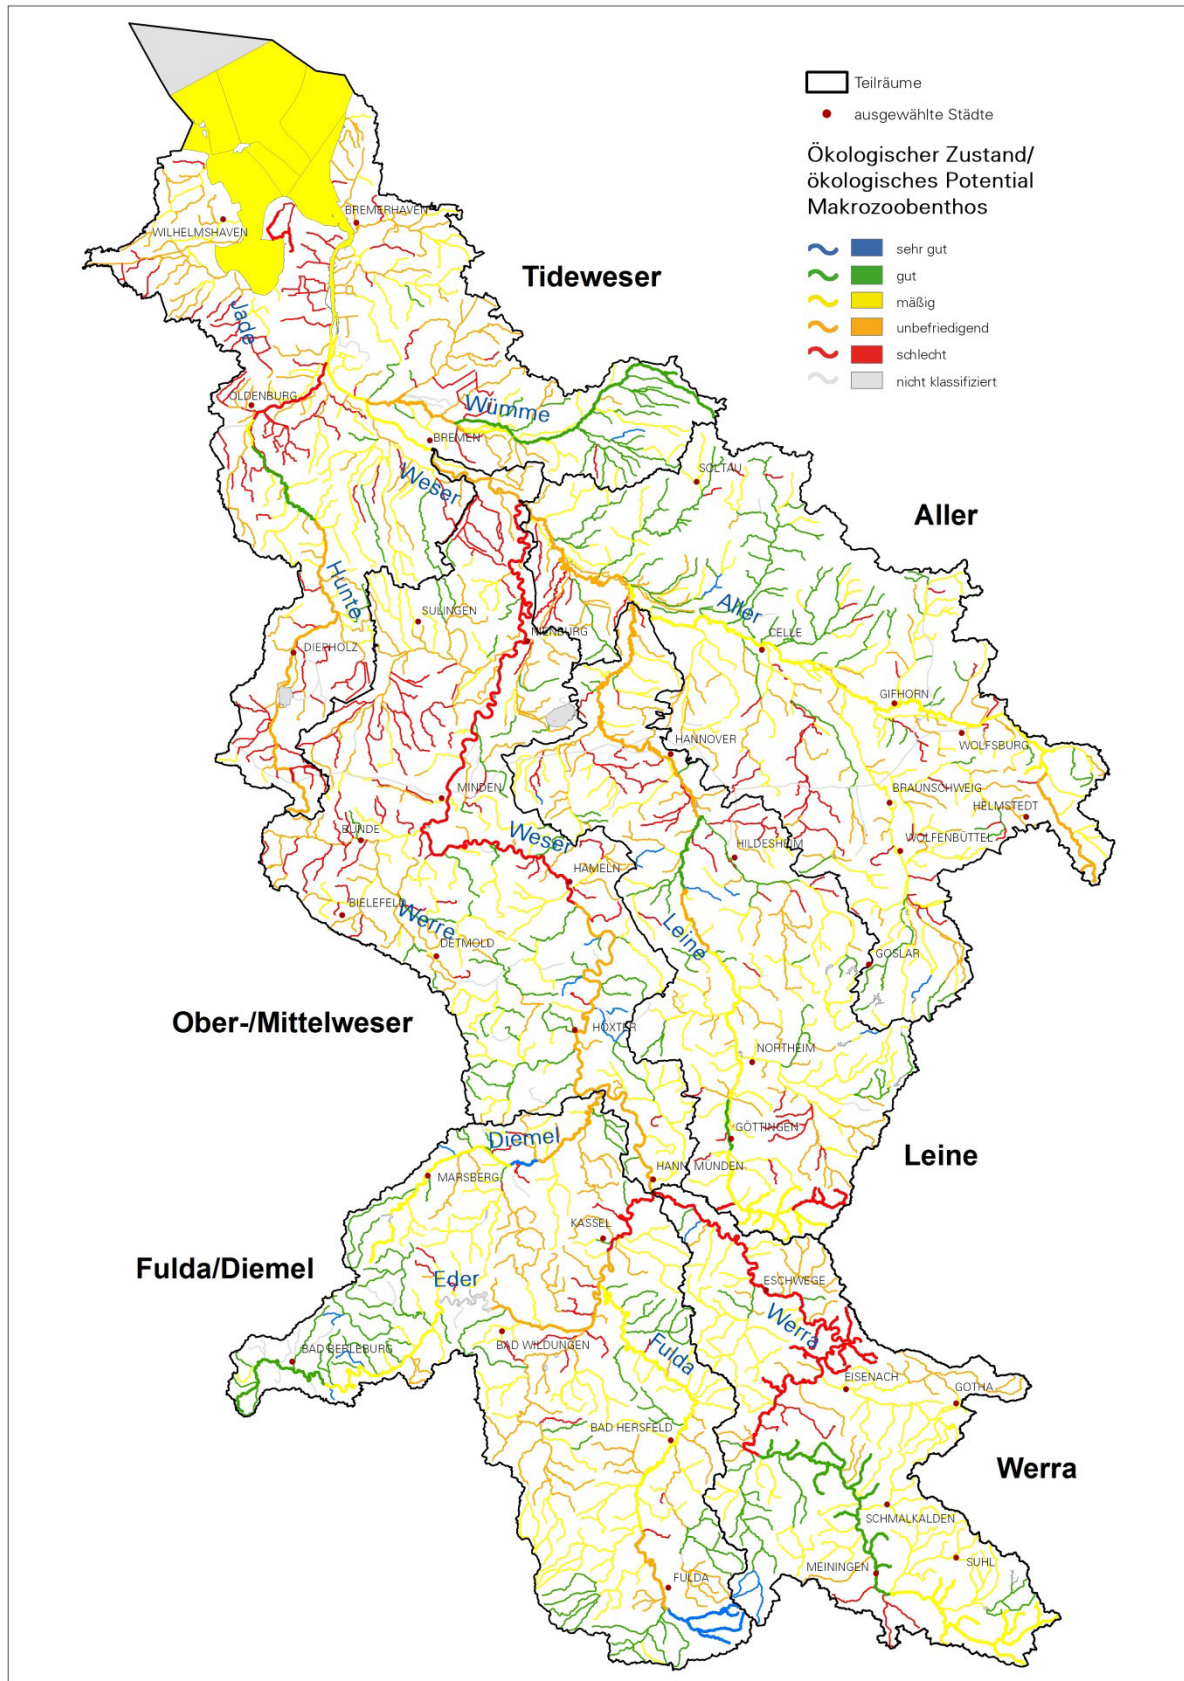 Teilräume
ausgewählte Städte
Ökologischer Zustand/
ökologisches Potential
Makrozoobenthos
sehr gut
gut
mäßig
unbefriedigend
schlecht
nicht klassifiziert
BREMERHAVEN
WILHELMSHAVEN
Tideweser
Jade
OLDENBURG
Wümme
BREMEN
Weser
SOLTAU
Aller
Hunte
Aller
SULINGEN
NIENBURG
CELLE
DIEPHOLZ
GIFHORN
HANNOVER
WOLFSBURG
MINDEN
BRAUNSCHWEIG
HELMSTEDT
BÜNDE
Weser
WOLFENBÜTTEL
HILDESHEIM
HAMELN
BIELEFELD
Werre
Leine
DETMOLD
GOSLAR
Ober-/Mittelweser
HÖXTER
NORTHEIM
Diemel
GÖTTINGEN
Leine
MARSBERG
HANN. MÜNDEN
KASSEL
Fulda/Diemel
Eder
ESCHWEGE
Werra
BAD WILDUNGEN
BAD BERLEBURG
Fulda
EISENACH
GOTHA
BAD HERSFELD
Werra
SCHMALKALDEN
SUHL
MEININGEN
FULDA